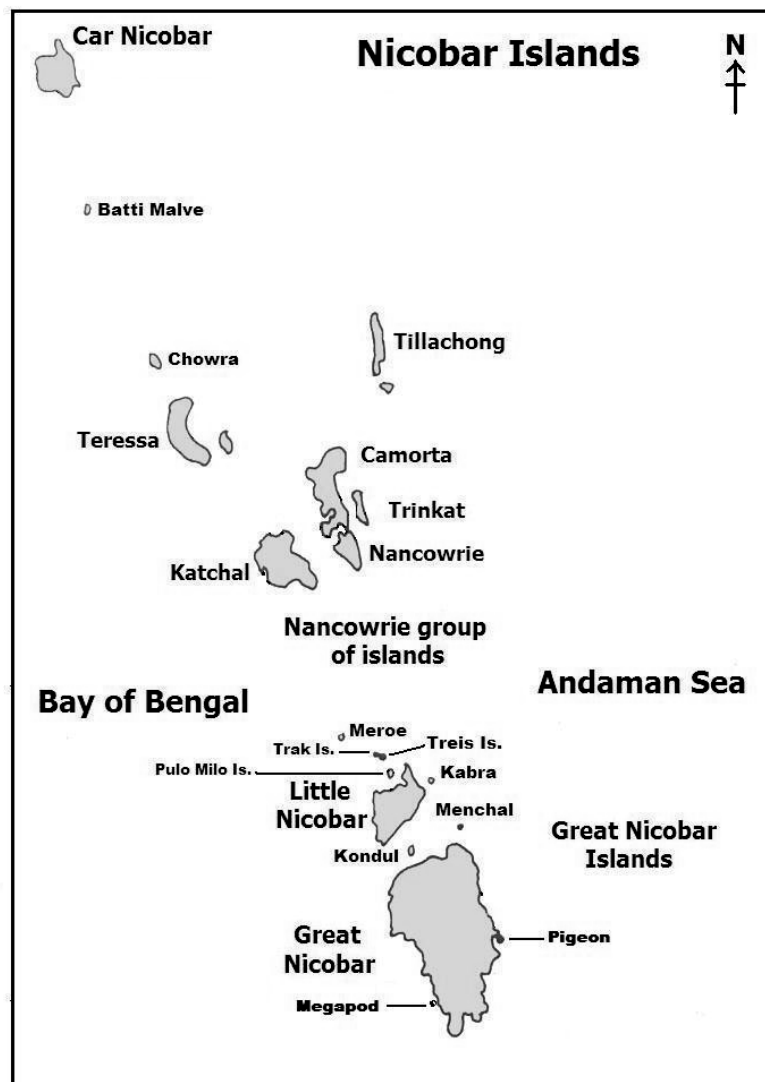 Car Nicobar
Nicobar Islands
N
Batti Malve
Tillachong
Chowra
Teressa
Camorta
Trinkat
Nancowrie
Katchal
Nancowrie group
of islands
Andaman Sea
Bay of Bengal
Meroe
Trak Is.
Treis Is.
Pulo Milo Is.
Kabra
Little
Nicobar
Menchal
Great Nicobar
Islands
Kondul
Great
Nicobar
Pigeon
Megapod